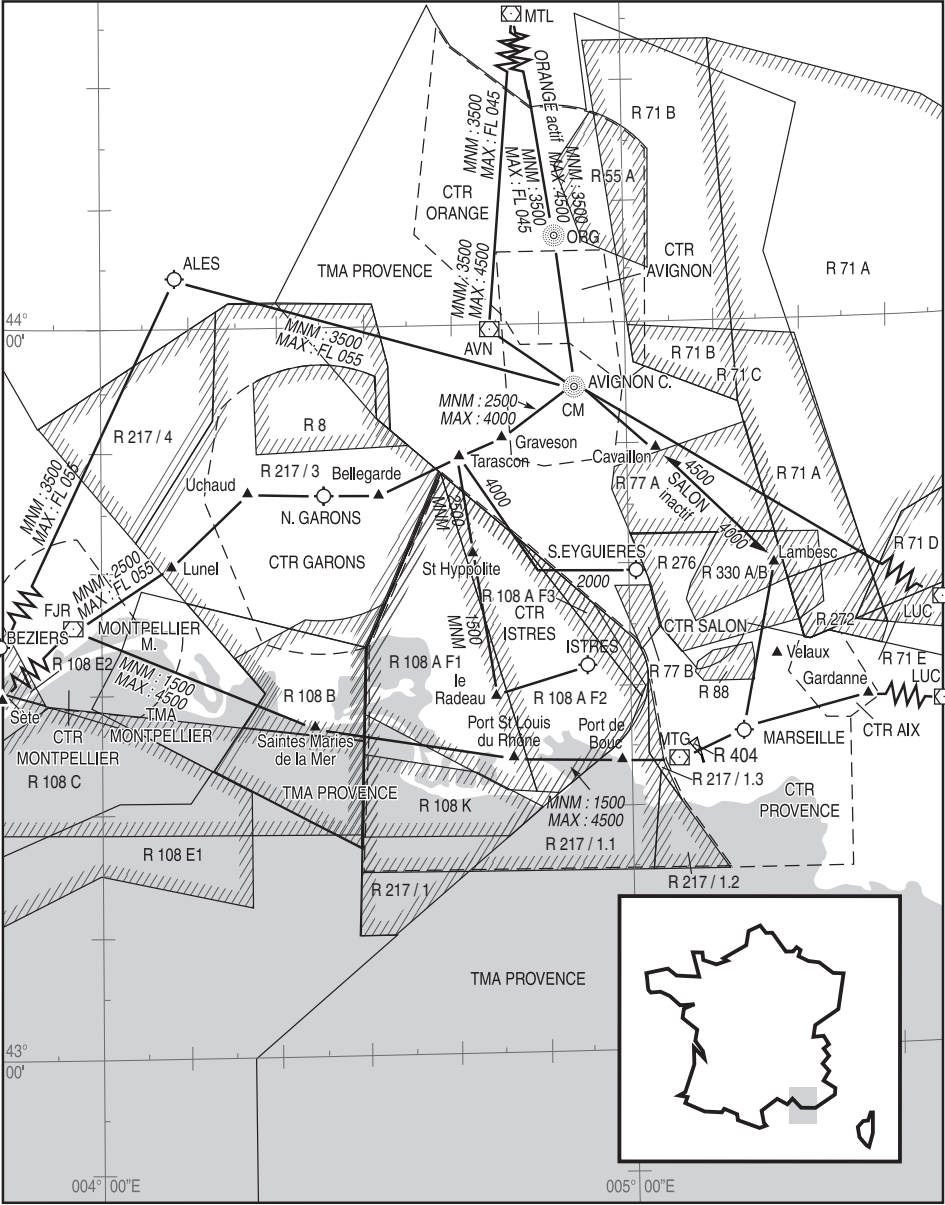 MTL
ORANGE actif
MNM : 3500
MAX : FL 045
MNM : 3500
MAX : FL 045
MNM : 3500
MAX : 4500
R 71 B
R 55 A
CTR
ORANGE
ORG
CTR
AVIGNON
ALES
TMA PROVENCE
MNM : 3500
MAX : 4500
R 71 A
44°
00'
MNM : 3500
MAX : FL 055
AVN
R 71 B
R 71 C
AVIGNON C.
CM
MNM : 2500
MAX : 4000
R 8
R 217 / 4
Graveson
Tarascon
Cavaillon
R 217 / 3
Bellegarde
R 77 A
R 71 A
Uchaud
N. GARONS
4000
2500
MNM
4500
SALON
inactif
4000
MNM : 3500
MAX : FL 055
CTR GARONS
S.EYGUIERES
R 276
Lambesc
R 71 D
MNM : 2500
MAX : FL 055
Lunel
St Hyppolite
2000
R 330 A/B
R 108 A F3
CTR
ISTRES
LUC
FJR
MONTPELLIER
M.
1500
MNM
CTR SALON
R 272
BEZIERS
R 108 E2
MNM : 1500
MAX : 4500
R 108 A F1
ISTRES
Vélaux
R 71 E
LUC
R 77 B
R 88
Gardanne
R 108 B
le
Radeau
R 108 A F2
Sète
TMA
MONTPELLIER
CTR
MONTPELLIER
Port St Louis
du Rhône
Port de
Bouc
MTG
R 404
MARSEILLE
CTR AIX
Saintes Maries
de la Mer
R 108 C
TMA PROVENCE
R 108 K
R 217 / 1.3
MNM : 1500
MAX : 4500
CTR
PROVENCE
R 108 E1
R 217 / 1.1
R 217 / 1
R 217 / 1.2
TMA PROVENCE
43°
00'
004° 00"E
005° 00"E